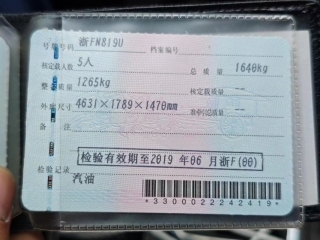 号牌号码 浙FN819U 档案编号
核定载人数 5人 总质量 1640kg
整备质量 1265kg 核定载质量 --
外廓尺寸 4631×1789×1470mm 准牵引总质量 --
备注
检验有效期至2019年06月浙F(00)
检验记录 汽油
*3300022242419*